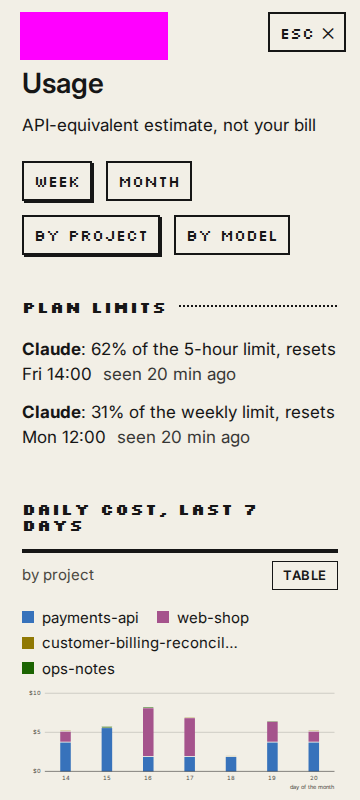 ESC ×
Usage
API-equivalent estimate, not your bill
WEEK MONTH
BY PROJECT BY MODEL
PLAN LIMITS
Claude: 62% of the 5-hour limit, resets
Fri 14:00 seen 20 min ago
Claude: 31% of the weekly limit, resets
Mon 12:00 seen 20 min ago
DAILY COST, LAST 7
DAYS
by project TABLE
payments-api web-shop
customer-billing-reconcil…
ops-notes
$10
$5
$0
14 15 16 17 18 19 20
day of the month